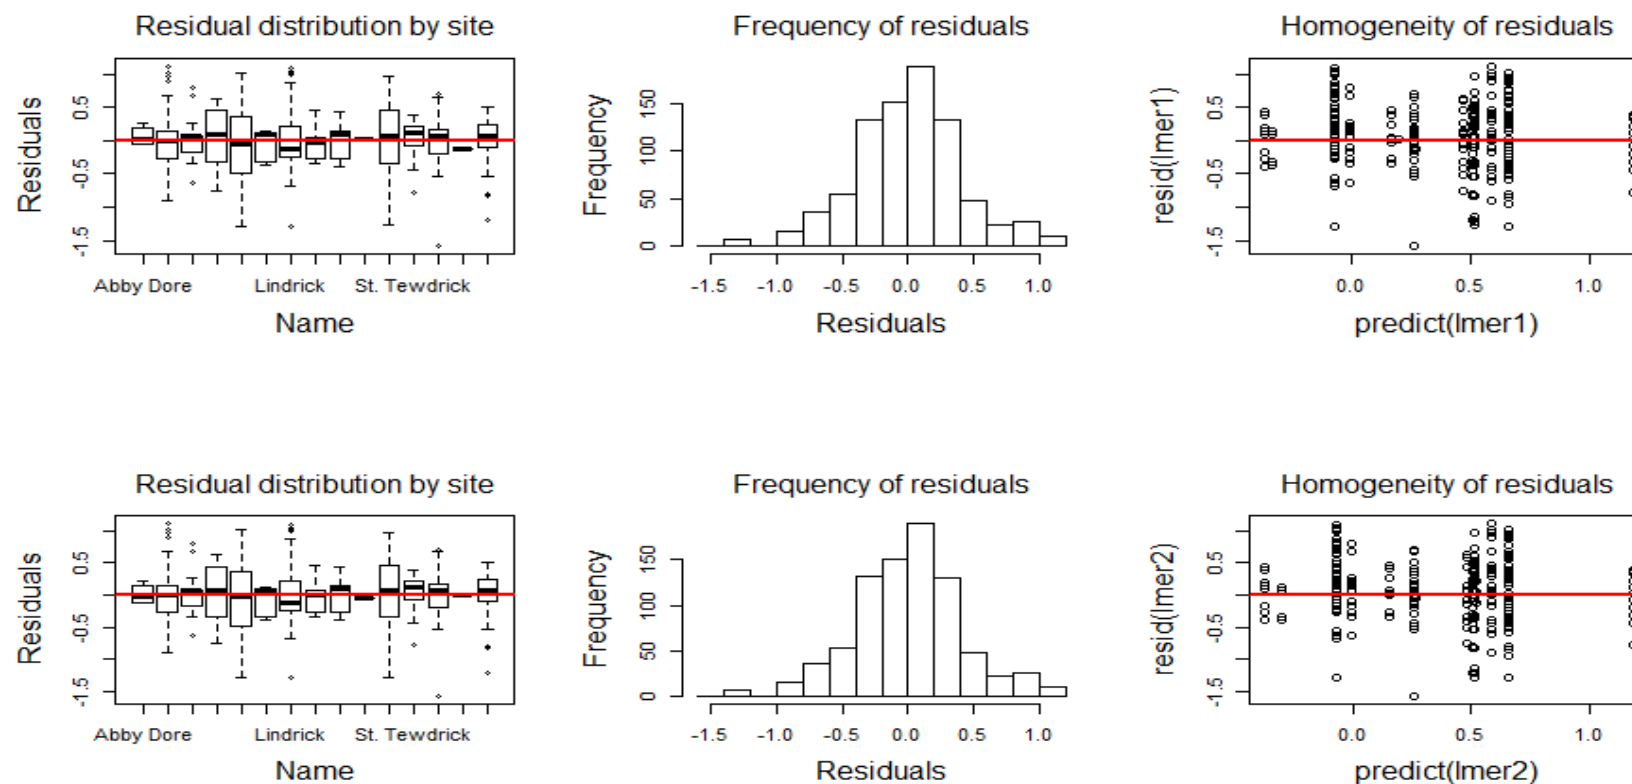 Residual distribution by site
Frequency of residuals
Homogeneity of residuals
Residuals
0.5
-0.5
-1.5
Abby Dore
Lindrick
St. Tewdrick
Name
Frequency
150
100
50
0
-1.5
-1.0
-0.5
0.0
0.5
1.0
Residuals
resid(lmer1)
0.5
-0.5
-1.5
0.0
0.5
1.0
predict(lmer1)
Residual distribution by site
Frequency of residuals
Homogeneity of residuals
Residuals
0.5
-0.5
-1.5
Abby Dore
Lindrick
St. Tewdrick
Name
Frequency
150
100
50
0
-1.5
-1.0
-0.5
0.0
0.5
1.0
Residuals
resid(lmer2)
0.5
-0.5
-1.5
0.0
0.5
1.0
predict(lmer2)